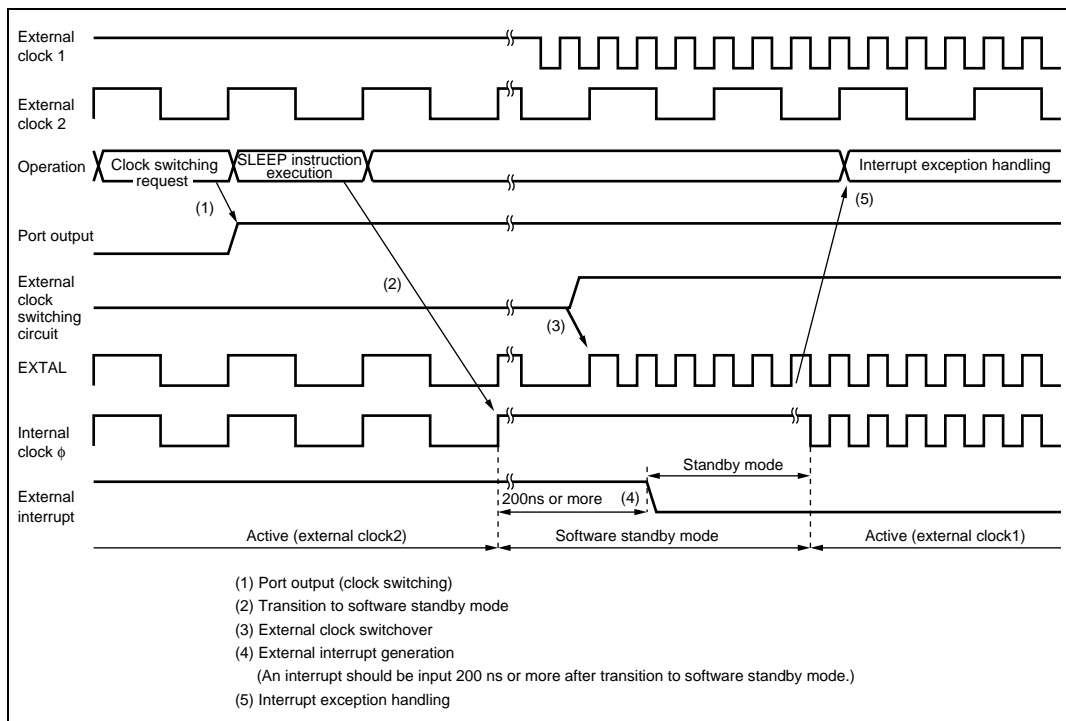 External
clock 1
External
clock 2
Operation
Clock switching
request
SLEEP instruction
execution
Interrupt exception handling
(1)
(5)
Port output
External
clock
switching
circuit
(2)
(3)
EXTAL
Internal
clock ϕ
Standby mode
External
interrupt
200ns or more
(4)
Active (external clock2)
Software standby mode
Active (external clock1)
(1) Port output (clock switching)
(2) Transition to software standby mode
(3) External clock switchover
(4) External interrupt generation
(An interrupt should be input 200 ns or more after transition to software standby mode.)
(5) Interrupt exception handling